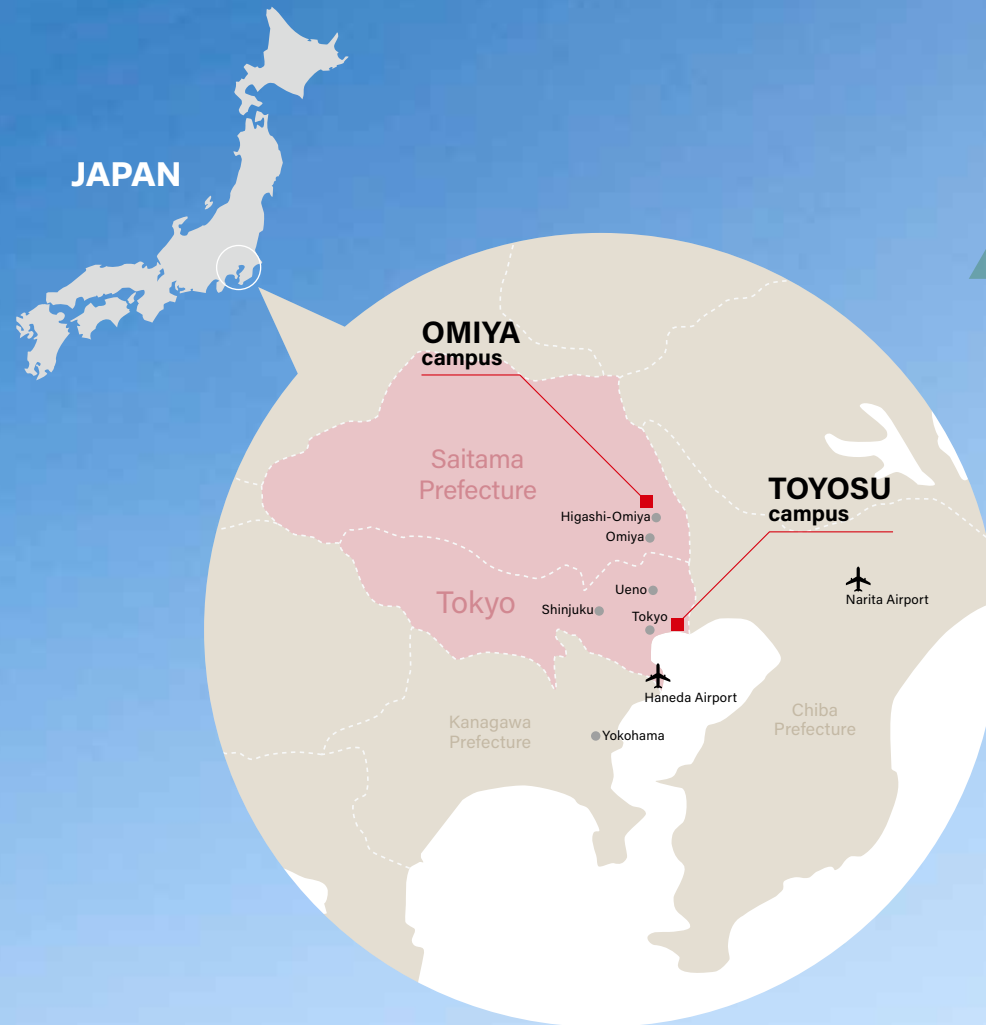 JAPAN
OMIYA
campus
Saitama
Prefecture
TOYOSU
campus
Higashi-Omiya
Omiya
Ueno
Narita Airport
Tokyo
Shinjuku
Tokyo
Haneda Airport
Kanagawa
Prefecture
Chiba
Prefecture
Yokohama